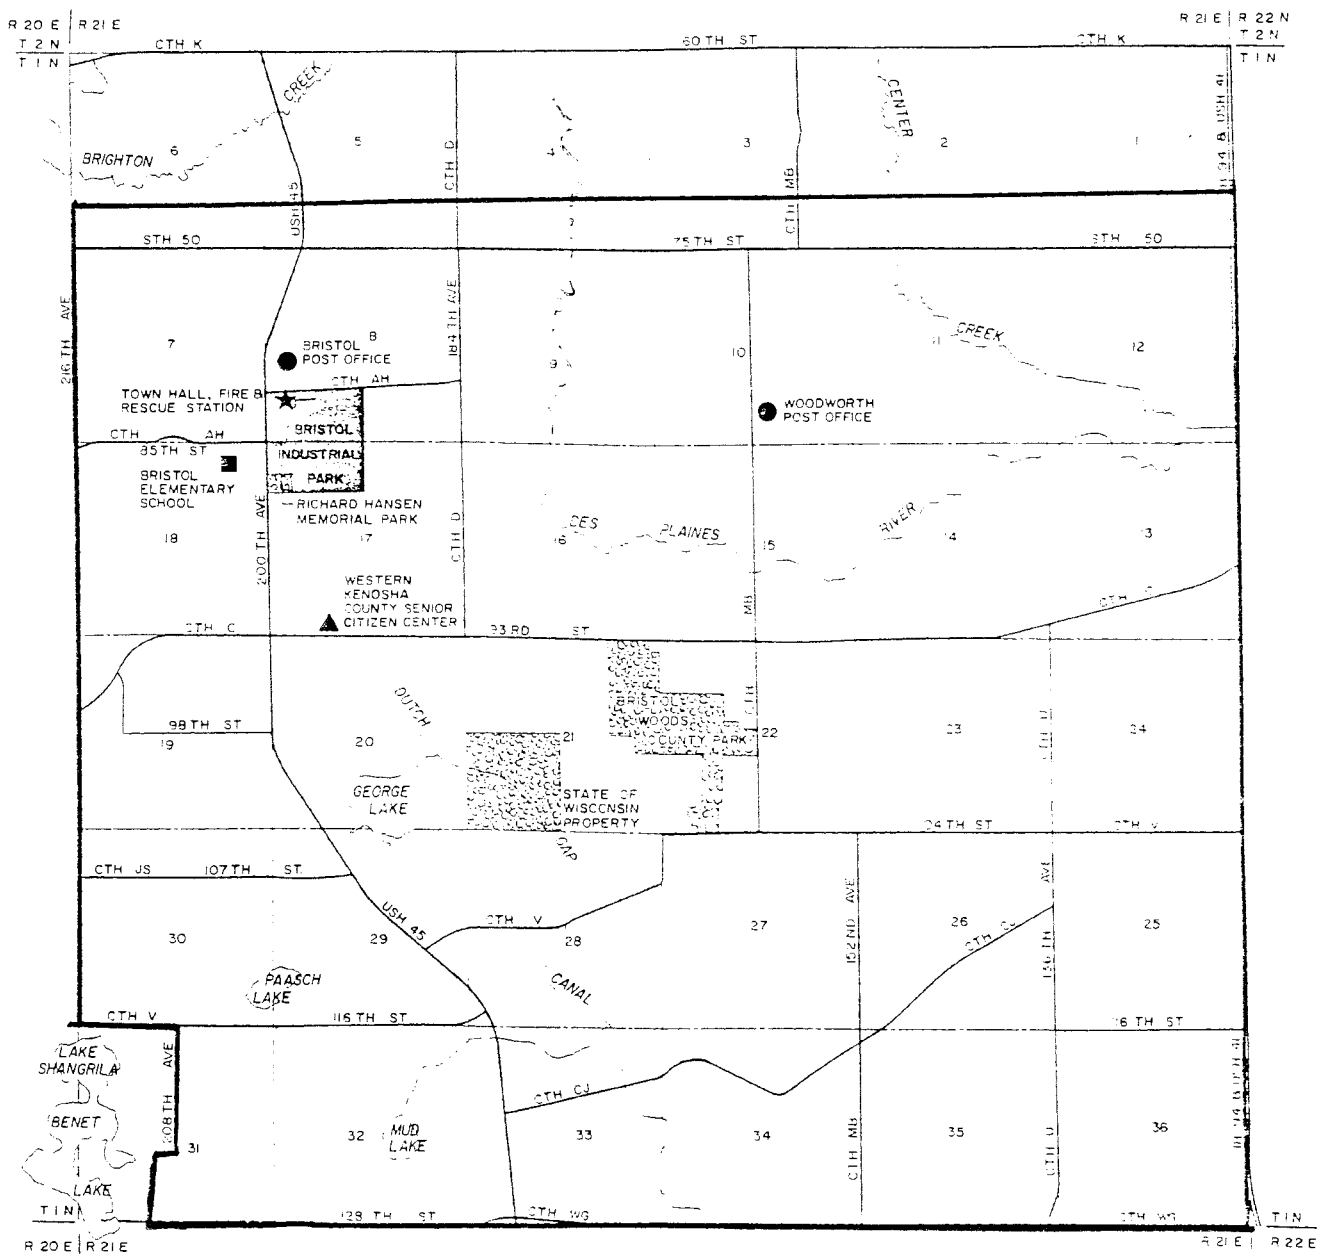 R 20 E R 21 E
T 2 N
T 1 N
CTH K
60TH ST
CTH K
R 21 E R 22 N
T 2 N
T 1 N
CREEK
BRIGHTON
6
5
CTH D
4
3
CTH MB
CENTER
2
1
USH 45
STH 50
75TH ST
STH 50
216TH AVE
7
BRISTOL
POST OFFICE
8
184TH AVE
9
10
11
CREEK
12
CTH AH
TOWN HALL, FIRE &
RESCUE STATION
WOODWORTH
POST OFFICE
BRISTOL
INDUSTRIAL
PARK
CTH AH
85TH ST
BRISTOL
ELEMENTARY
SCHOOL
RICHARD HANSEN
MEMORIAL PARK
200TH AVE
18
17
CTH D
16
DES PLAINES RIVER
15
14
13
WESTERN
KENOSHA
COUNTY SENIOR
CITIZEN CENTER
CTH C
93RD ST
CTH C
CTH MB
98TH ST
19
20
DUTCH
GEORGE
LAKE
21
BRISTOL
WOODS
COUNTY PARK
22
23
CTH U
24
STATE OF
WISCONSIN
PROPERTY
GAP
104TH ST
CTH V
CTH JS 107TH ST.
USH 45
CTH V
152ND AVE
136TH AVE
30
29
28
27
26
CTH CJ
25
PAASCH
LAKE
CANAL
CTH V
116TH ST
116TH ST
LAKE
SHANGRILA
BENET
LAKE
208TH AVE
31
32
MUD
LAKE
CTH CJ
33
34
CTH MB
35
CTH U
36
T 1 N
R 20 E R 21 E
128 TH ST
CTH WG
CTH WG
T 1 N
R 21 E R 22 E